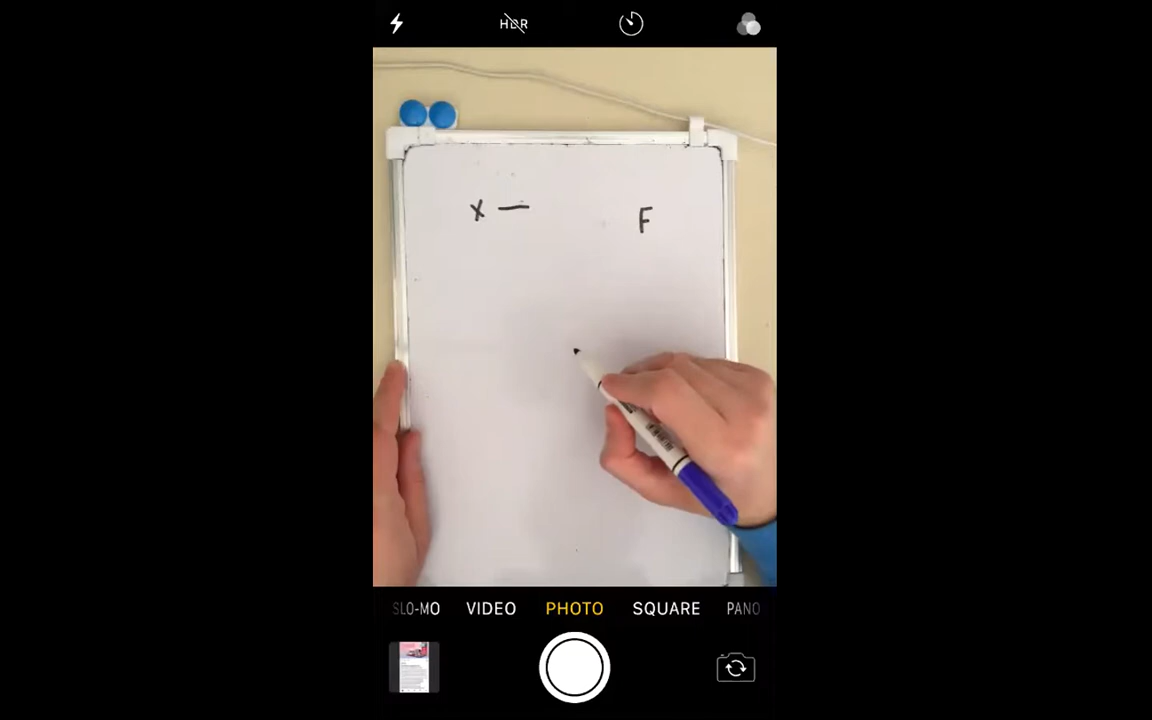 HDR
x — F
SLO-MO VIDEO PHOTO SQUARE PANO